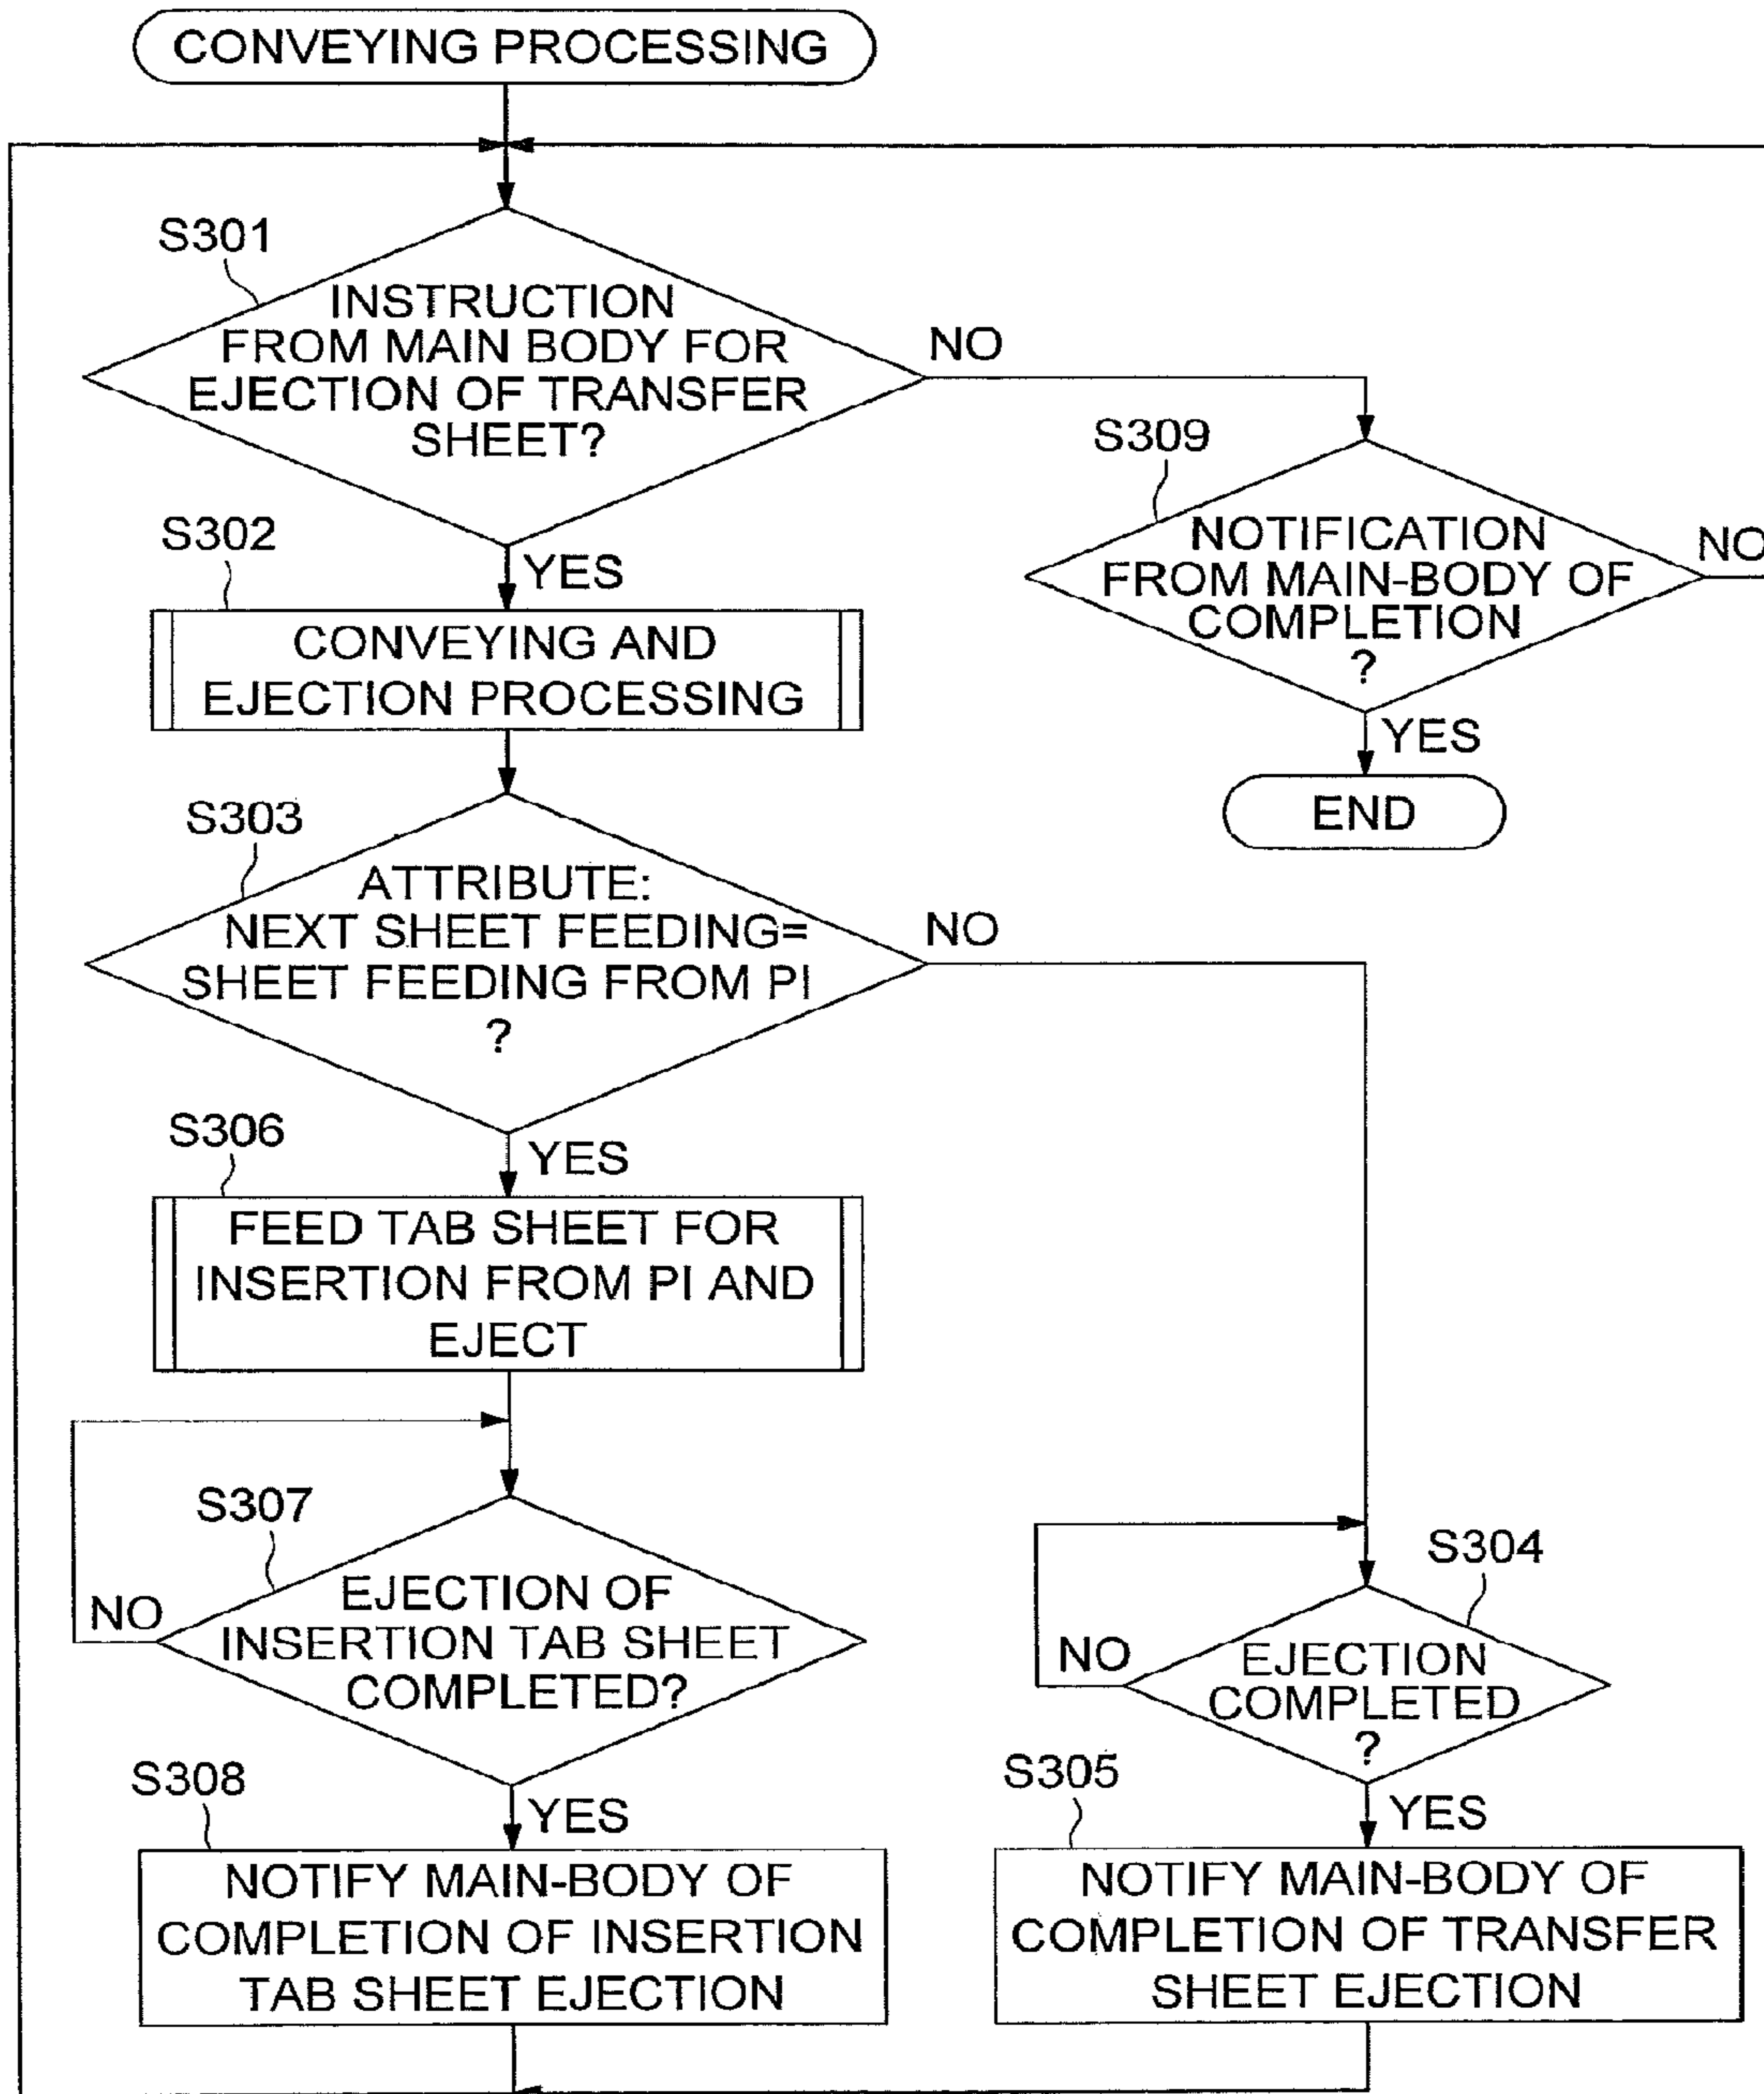 CONVEYING PROCESSING
S301
INSTRUCTION
FROM MAIN BODY FOR
EJECTION OF TRANSFER
SHEET?
NO
YES
S309
NOTIFICATION
FROM MAIN-BODY OF
COMPLETION
?
NO
YES
END
S302
CONVEYING AND
EJECTION PROCESSING
S303
ATTRIBUTE:
NEXT SHEET FEEDING=
SHEET FEEDING FROM PI
?
NO
YES
S306
FEED TAB SHEET FOR
INSERTION FROM PI AND
EJECT
S307
EJECTION OF
INSERTION TAB SHEET
COMPLETED?
NO
YES
S308
NOTIFY MAIN-BODY OF
COMPLETION OF INSERTION
TAB SHEET EJECTION
S304
EJECTION
COMPLETED
?
NO
YES
S305
NOTIFY MAIN-BODY OF
COMPLETION OF TRANSFER
SHEET EJECTION